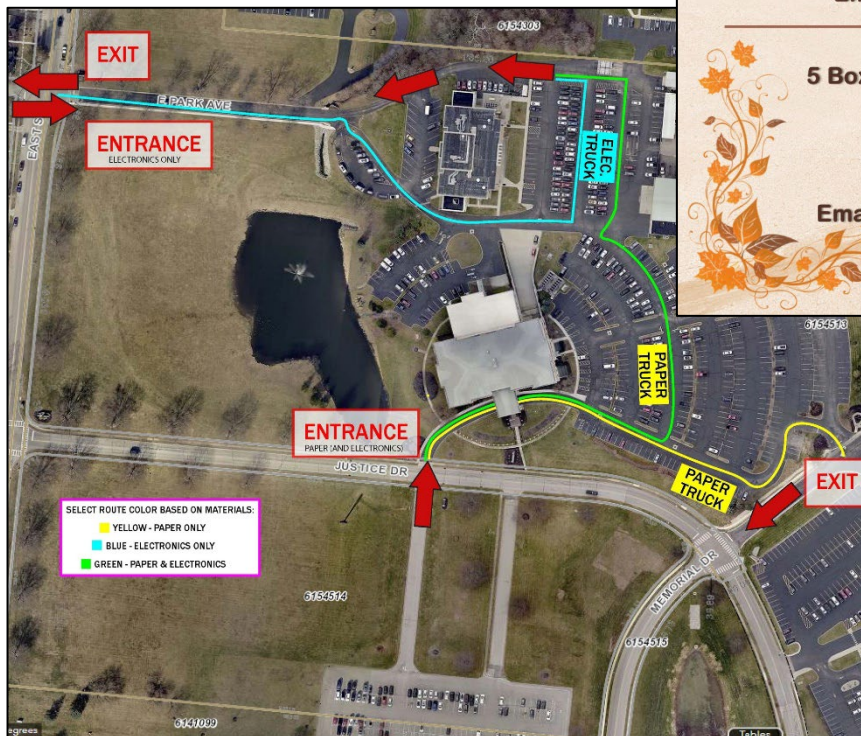 6154303
EXIT
E PARK AVE
EAST S
ENTRANCE
ELECTRONICS ONLY
ELEC.
TRUCK
5 Box
Ema
6154513
PAPER
TRUCK
ENTRANCE
PAPER (AND ELECTRONICS)
JUSTICE DR
PAPER
TRUCK
EXIT
SELECT ROUTE COLOR BASED ON MATERIALS:
YELLOW - PAPER ONLY
BLUE - ELECTRONICS ONLY
GREEN - PAPER & ELECTRONICS
MEMORIAL DR
6154514
6154515
6141099
egrees
Tables